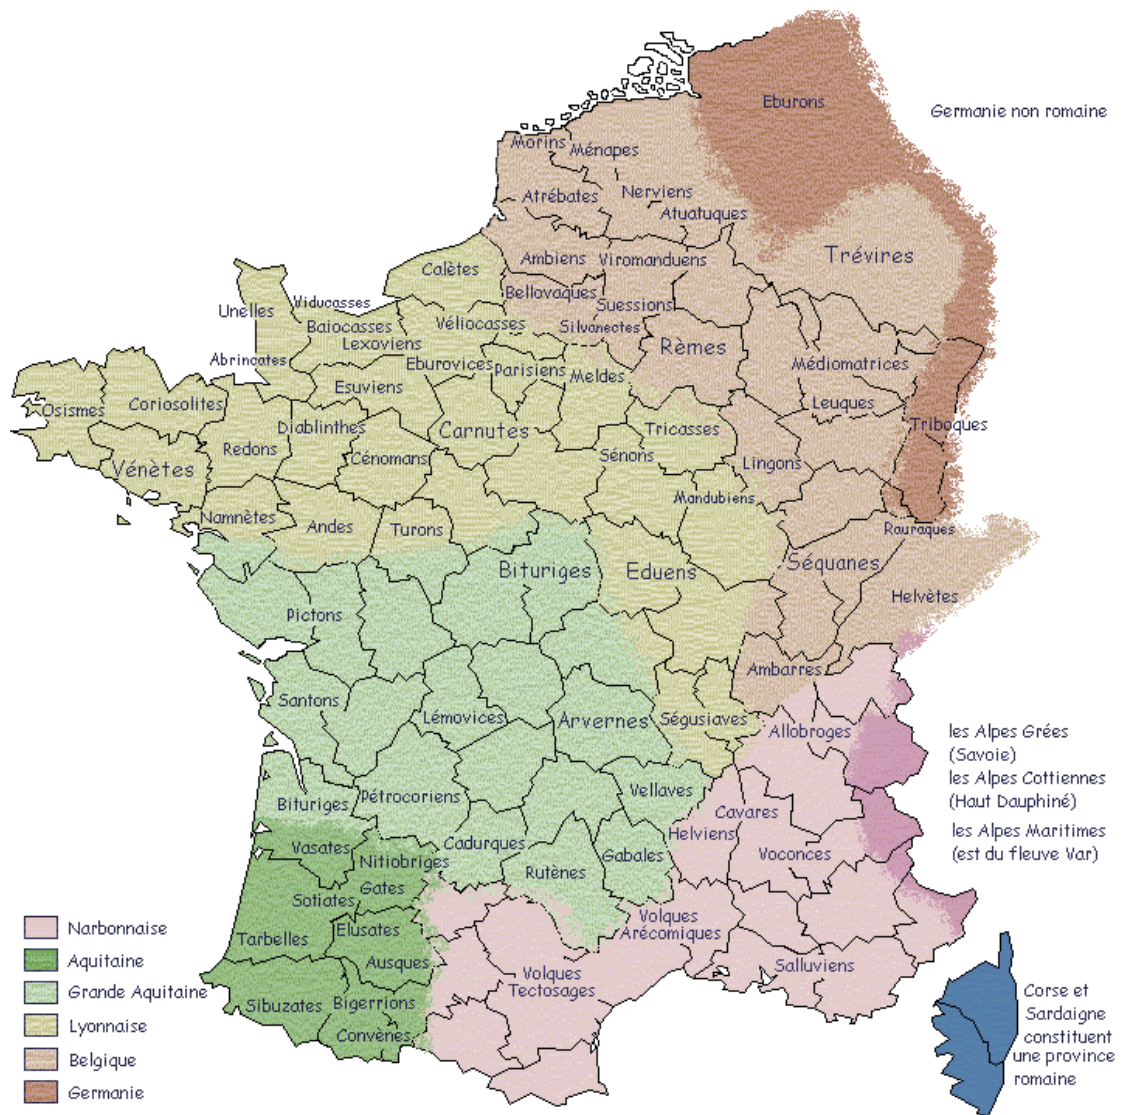 Eburons
Germanie non romaine
Morins
Ménapes
Nerviens
Atrébates
Atuatuques
Trévires
Ambiens
Viromanduens
Calètes
Bellovaques
Suessions
Viducasses
Unelles
Baiocasses
Véliocasses
Silvanectes
Lexoviens
Rèmes
Abrincates
Eburovices
Parisiens
Meldes
Médiomatrices
Esuviens
Osismes
Coriosolites
Leuques
Diablinthes
Carnutes
Tricasses
Triboques
Redons
Cénomans
Sénons
Lingons
Vénètes
Mandubiens
Namnètes
Andes
Turons
Rauraques
Bituriges
Eduens
Séquanes
Helvètes
Pictons
Ambarres
Santons
Lémovices
Arvernes
Ségusiaves
Allobroges
les Alpes Grées
(Savoie)
les Alpes Cottiennes
(Haut Dauphiné)
les Alpes Maritimes
(est du fleuve Var)
Bituriges
Pétrocoriens
Vellaves
Cavares
Helviens
Vasates
Nitiobriges
Cadurques
Gabales
Voconces
Rutènes
Gates
Sotiates
Elusates
Volques
Arécomiques
Tarbelles
Ausques
Salluviens
Volques
Tectosages
Sibuzates
Bigerrions
Convènes
Narbonnaise
Aquitaine
Grande Aquitaine
Lyonnaise
Belgique
Germanie
Corse et
Sardaigne
constituent
une province
romaine